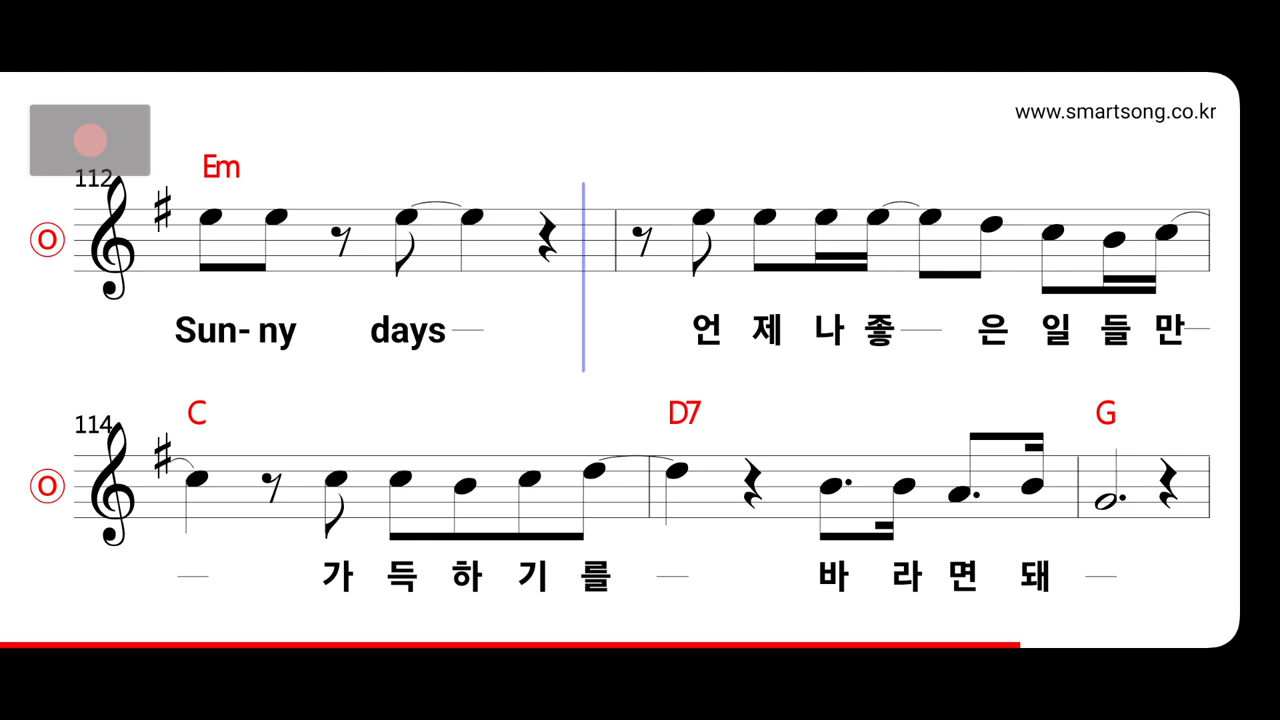 www.smartsong.co.kr
Em
112
O
Sun- ny days 언 제 나 좋 은 일 들 만
C D7 G
114
O
가 득 하 기 를 바 라 면 돼